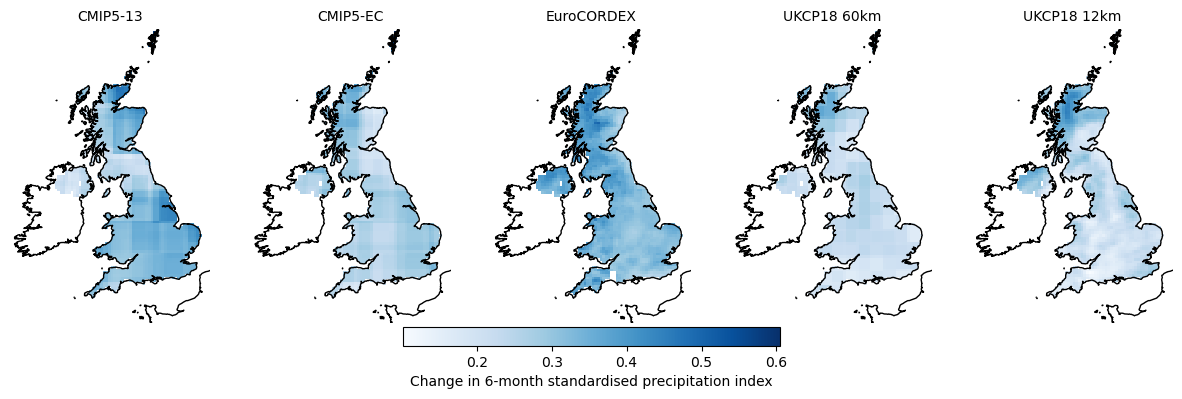 CMIP5-13
CMIP5-EC
EuroCORDEX
UKCP18 60km
UKCP18 12km
0.2
0.3
0.4
0.5
0.6
Change in 6-month standardised precipitation index